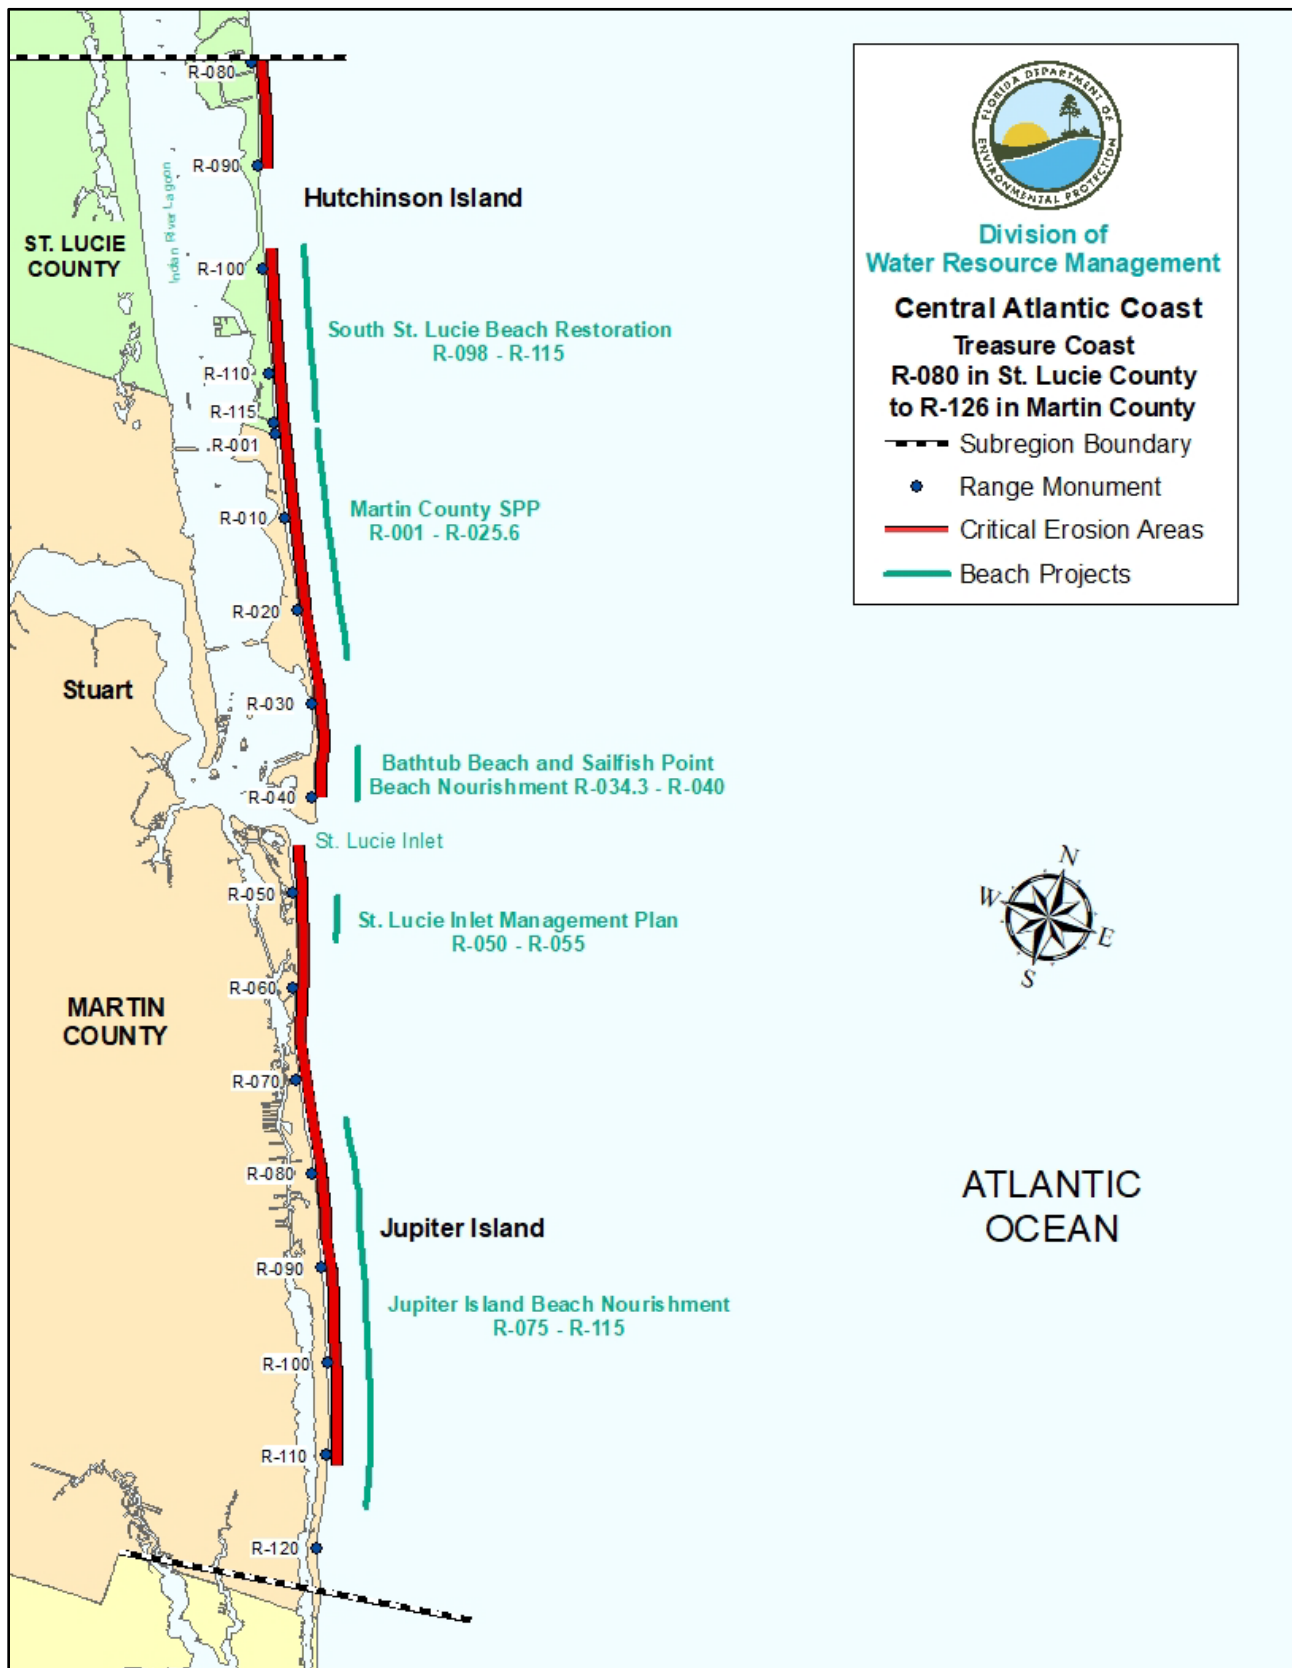 R-080
R-090
Indian River Lagoon
Hutchinson Island
ST. LUCIE
COUNTY
R-100
South St. Lucie Beach Restoration
R-098 - R-115
R-110
R-115
R-001
Martin County SPP
R-001 - R-025.6
R-010
R-020
Stuart
R-030
Bathtub Beach and Sailfish Point
Beach Nourishment R-034.3 - R-040
R-040
St. Lucie Inlet
R-050
St. Lucie Inlet Management Plan
R-050 - R-055
R-060
MARTIN
COUNTY
R-070
R-080
Jupiter Island
R-090
Jupiter Island Beach Nourishment
R-075 - R-115
R-100
R-110
R-120
FLORIDA DEPARTMENT OF
ENVIRONMENTAL PROTECTION
Division of
Water Resource Management
Central Atlantic Coast
Treasure Coast
R-080 in St. Lucie County
to R-126 in Martin County
Subregion Boundary
Range Monument
Critical Erosion Areas
Beach Projects
N
W
E
S
ATLANTIC
OCEAN